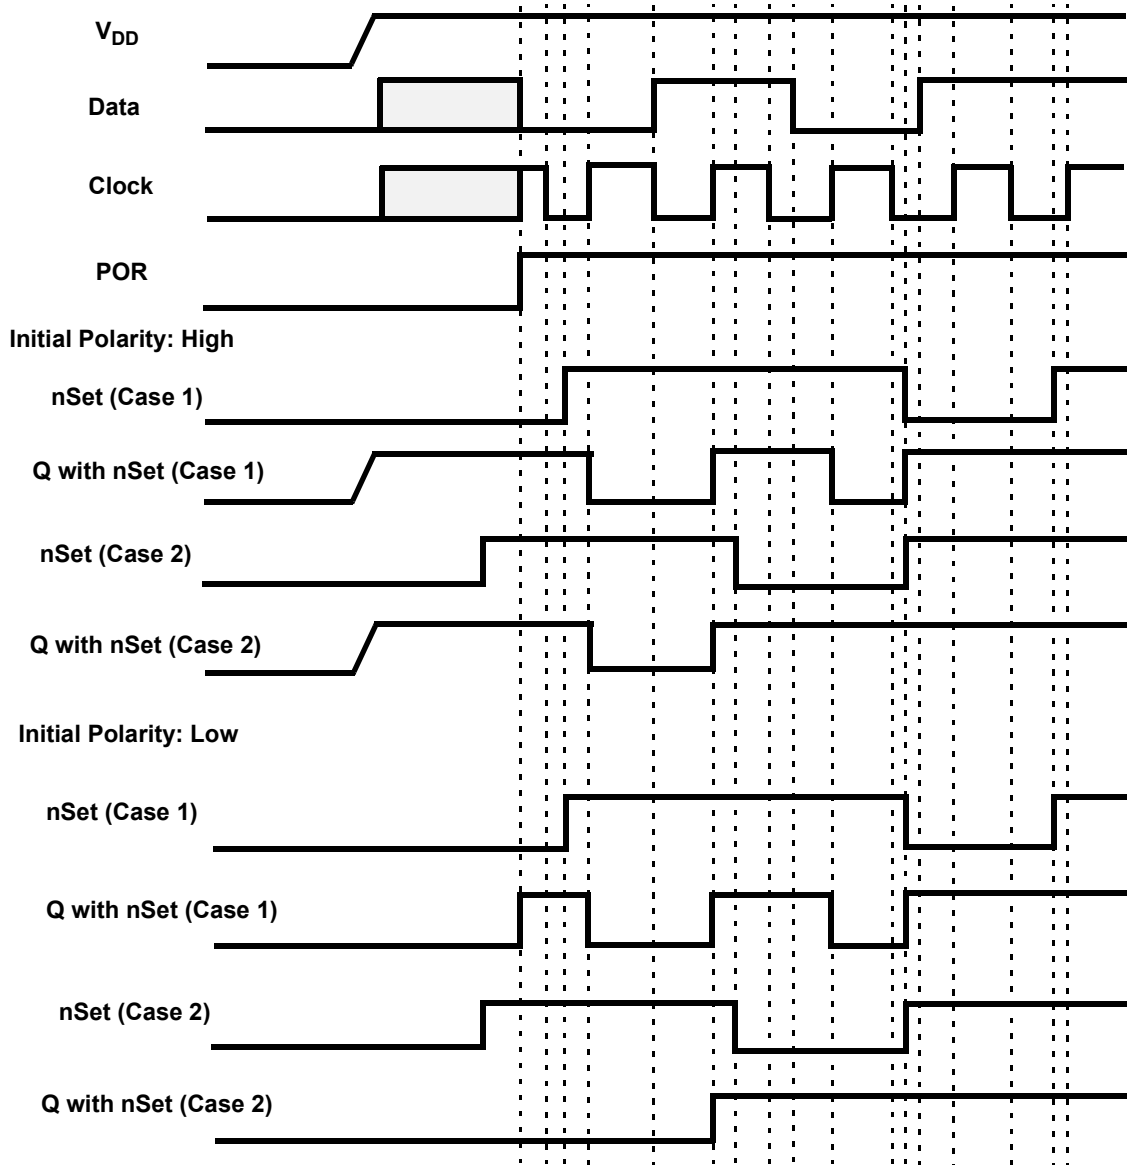 VDD
Data
Clock
POR
Initial Polarity: High
nSet (Case 1)
Q with nSet (Case 1)
nSet (Case 2)
Q with nSet (Case 2)
Initial Polarity: Low
nSet (Case 1)
Q with nSet (Case 1)
nSet (Case 2)
Q with nSet (Case 2)